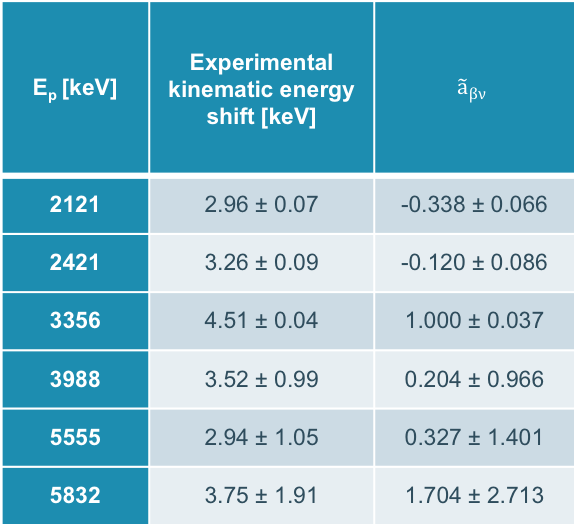 E_p [keV] Experimental kinematic energy shift [keV] ã_βν
2121 2.96 ± 0.07 -0.338 ± 0.066
2421 3.26 ± 0.09 -0.120 ± 0.086
3356 4.51 ± 0.04 1.000 ± 0.037
3988 3.52 ± 0.99 0.204 ± 0.966
5555 2.94 ± 1.05 0.327 ± 1.401
5832 3.75 ± 1.91 1.704 ± 2.713